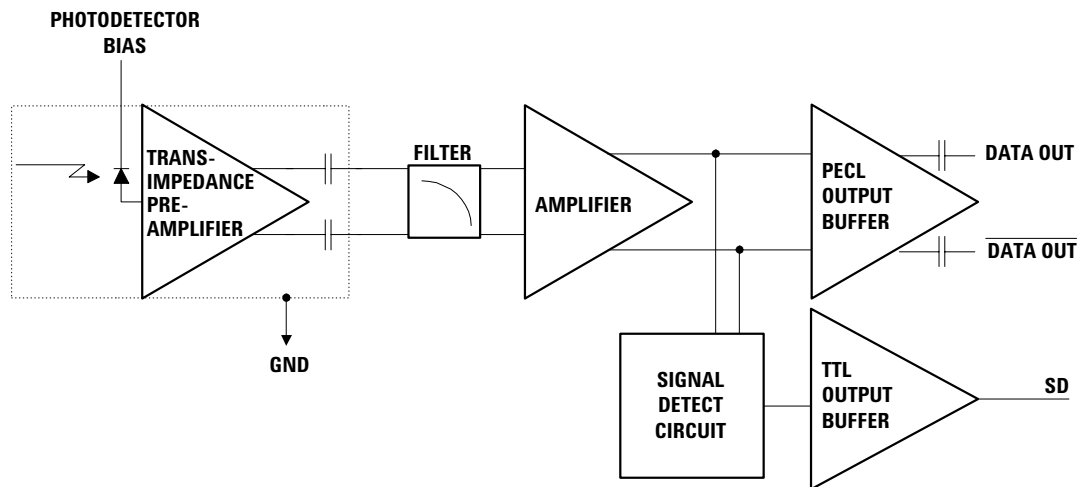 PHOTODETECTOR
BIAS
TRANS-
IMPEDANCE
PRE-
AMPLIFIER
FILTER
AMPLIFIER
PECL
OUTPUT
BUFFER
DATA OUT
DATA OUT
GND
SIGNAL
DETECT
CIRCUIT
TTL
OUTPUT
BUFFER
SD